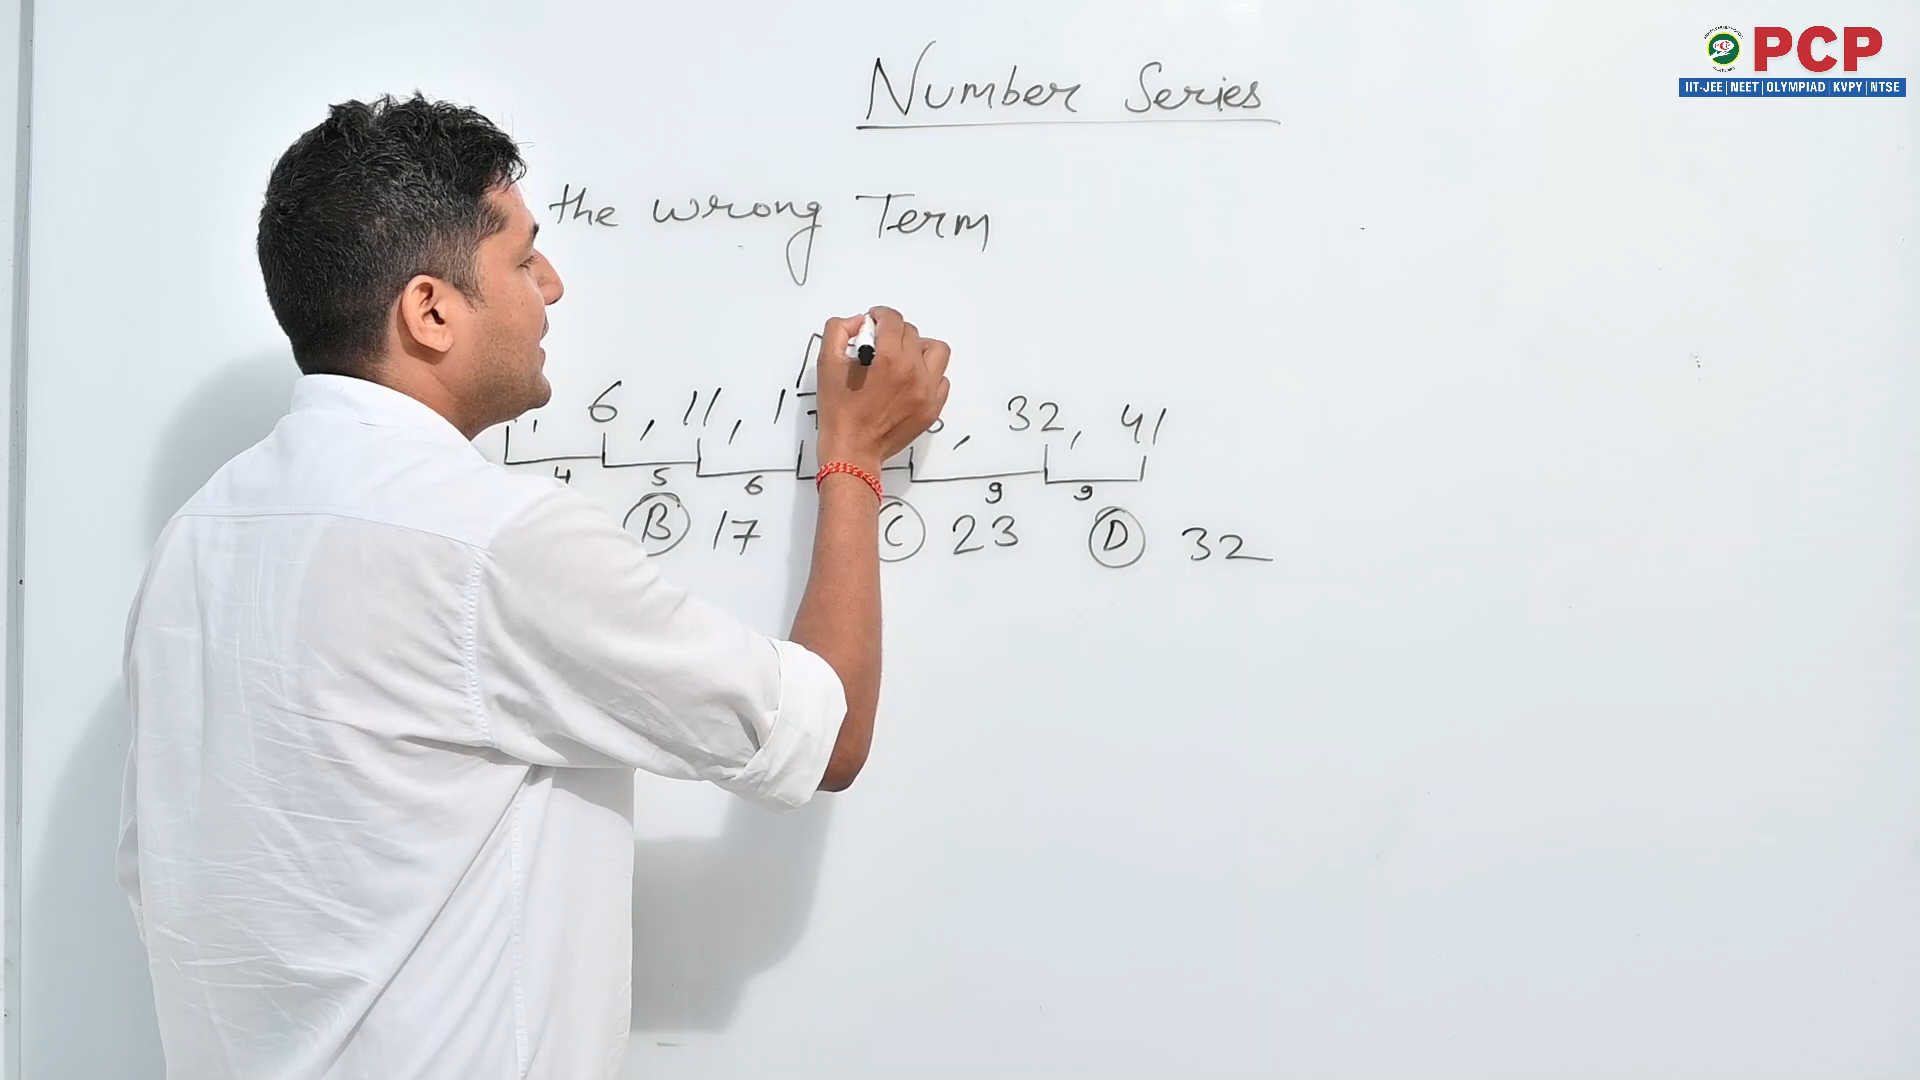 PCP
IIT-JEE | NEET | OLYMPIAD | KVPY | NTSE
Number Series
the wrong Term
6, 11, 17 , 32, 41
4 5 6 9 9
B 17 C 23 D 32